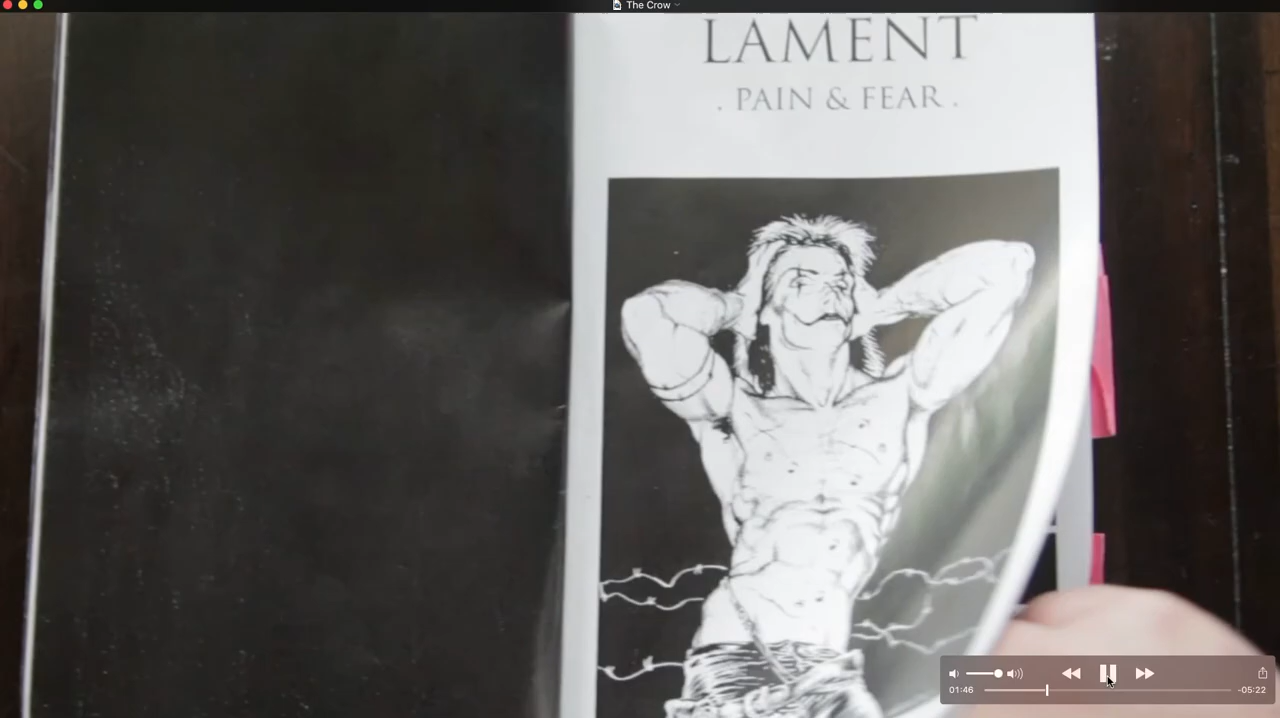 The Crow
LAMENT
. PAIN & FEAR .
01:46
-05:22